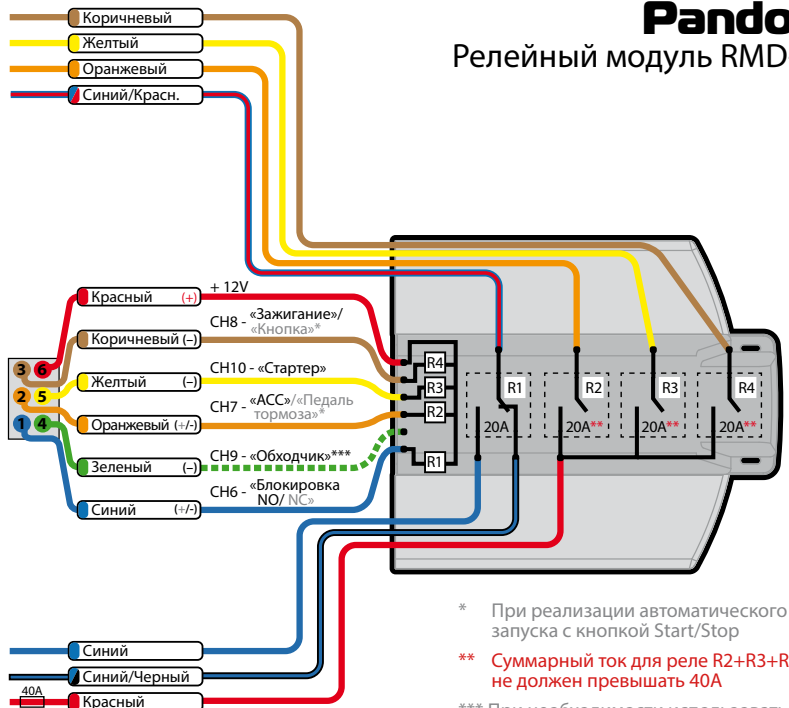 Pando
Релейный модуль RMD
Коричневый
Желтый
Оранжевый
Синий/Красн.
Красный (+)
+ 12V
Коричневый (–)
CH8 - «Зажигание»/
«Кнопка»*
Желтый (–)
CH10 - «Стартер»
Оранжевый (+/-)
CH7 - «ACC»/«Педаль
тормоза»*
Зеленый (–)
CH9 - «Обходчик»***
Синий (+/-)
CH6 - «Блокировка
NO/ NC»
3 6
2 5
1 4
R4
R3
R2
R1
R1 R2 R3 R4
20A 20A** 20A** 20A**
Синий
Синий/Черный
40A
Красный
* При реализации автоматического
запуска с кнопкой Start/Stop
** Суммарный ток для реле R2+R3+R
не должен превышать 40A
*** При необходимости использовать